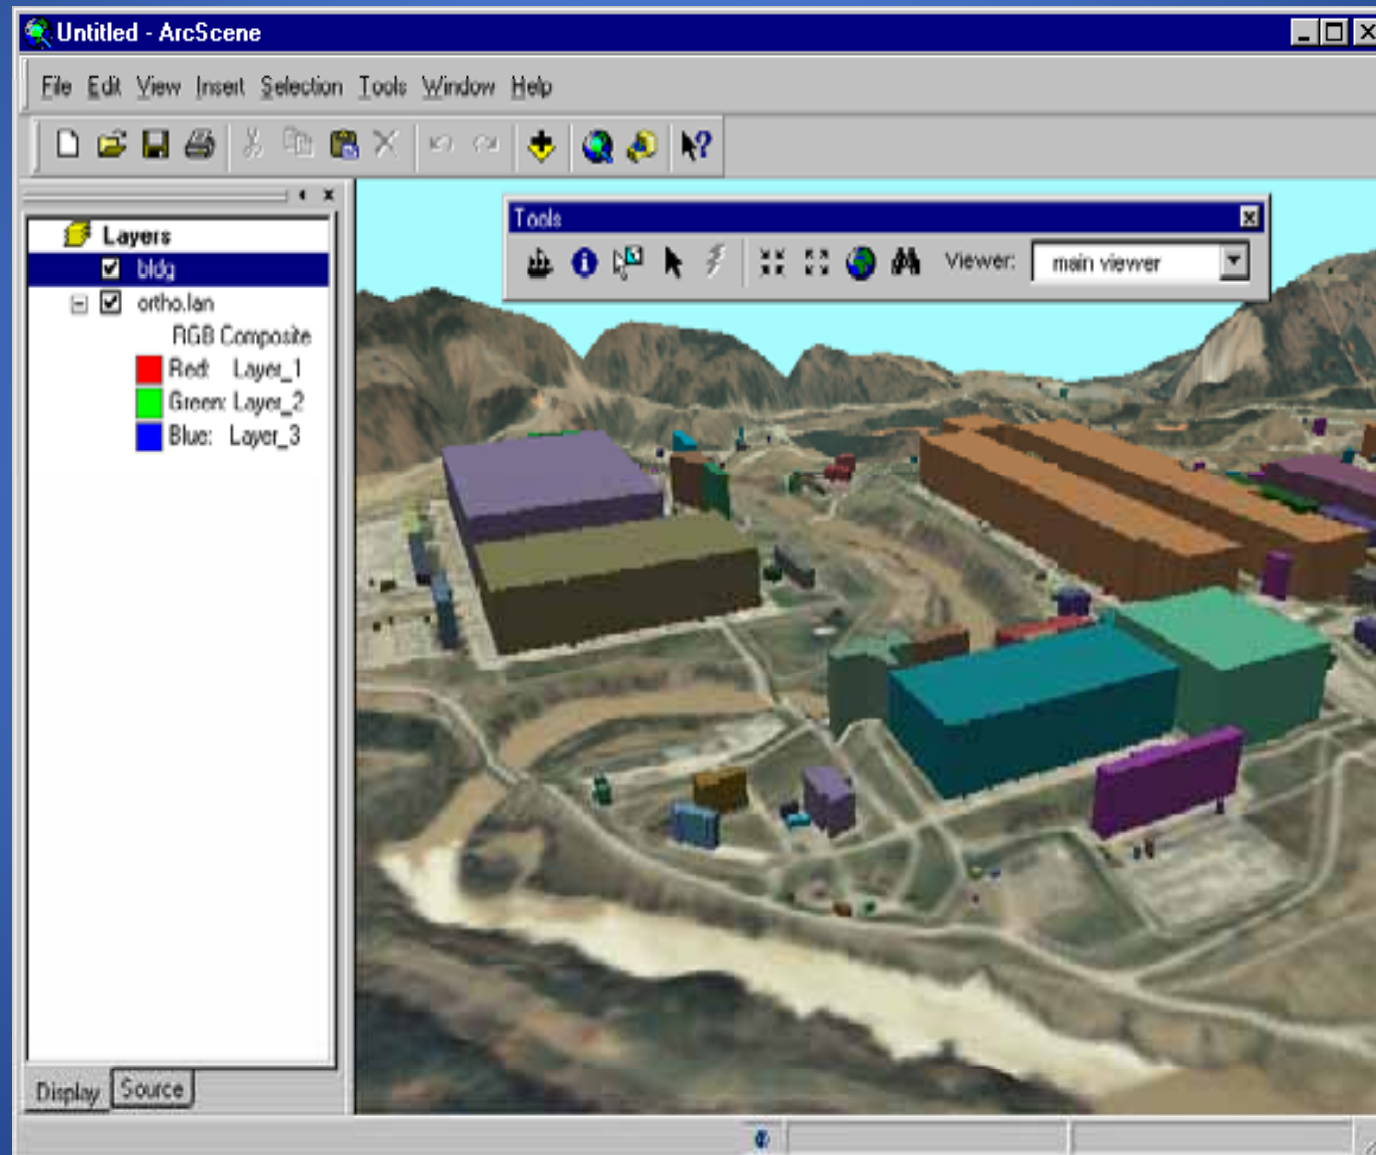 Untitled - ArcScene
File Edit View Insert Selection Tools Window Help
Tools
Viewer: main viewer
Layers
bldg
ortho.lan
RGB Composite
Red: Layer_1
Green: Layer_2
Blue: Layer_3
Display Source